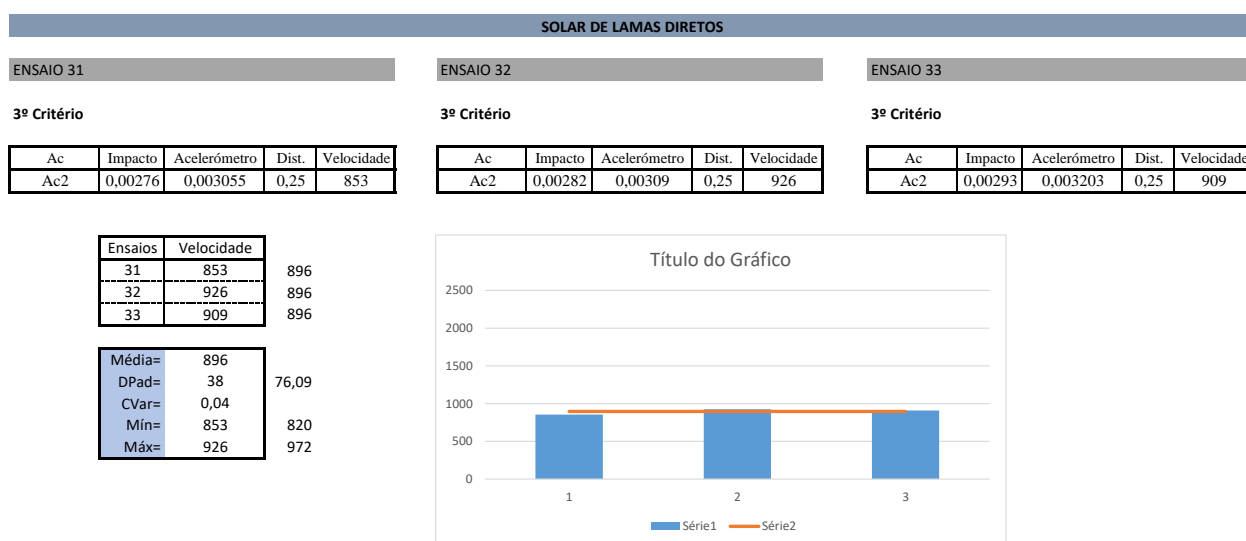 SOLAR DE LAMAS DIRETOS
ENSAIO 31
3º Critério
Ac Impacto Acelerómetro Dist. Velocidade
Ac2 0,00276 0,003055 0,25 853
ENSAIO 32
3º Critério
Ac Impacto Acelerómetro Dist. Velocidade
Ac2 0,00282 0,00309 0,25 926
ENSAIO 33
3º Critério
Ac Impacto Acelerómetro Dist. Velocidade
Ac2 0,00293 0,003203 0,25 909
Ensaios Velocidade
31 853 896
32 926 896
33 909 896
Média= 896
DPad= 38 76,09
CVar= 0,04
Mín= 853 820
Máx= 926 972
Título do Gráfico
2500
2000
1500
1000
500
0
1 2 3
Série1 Série2